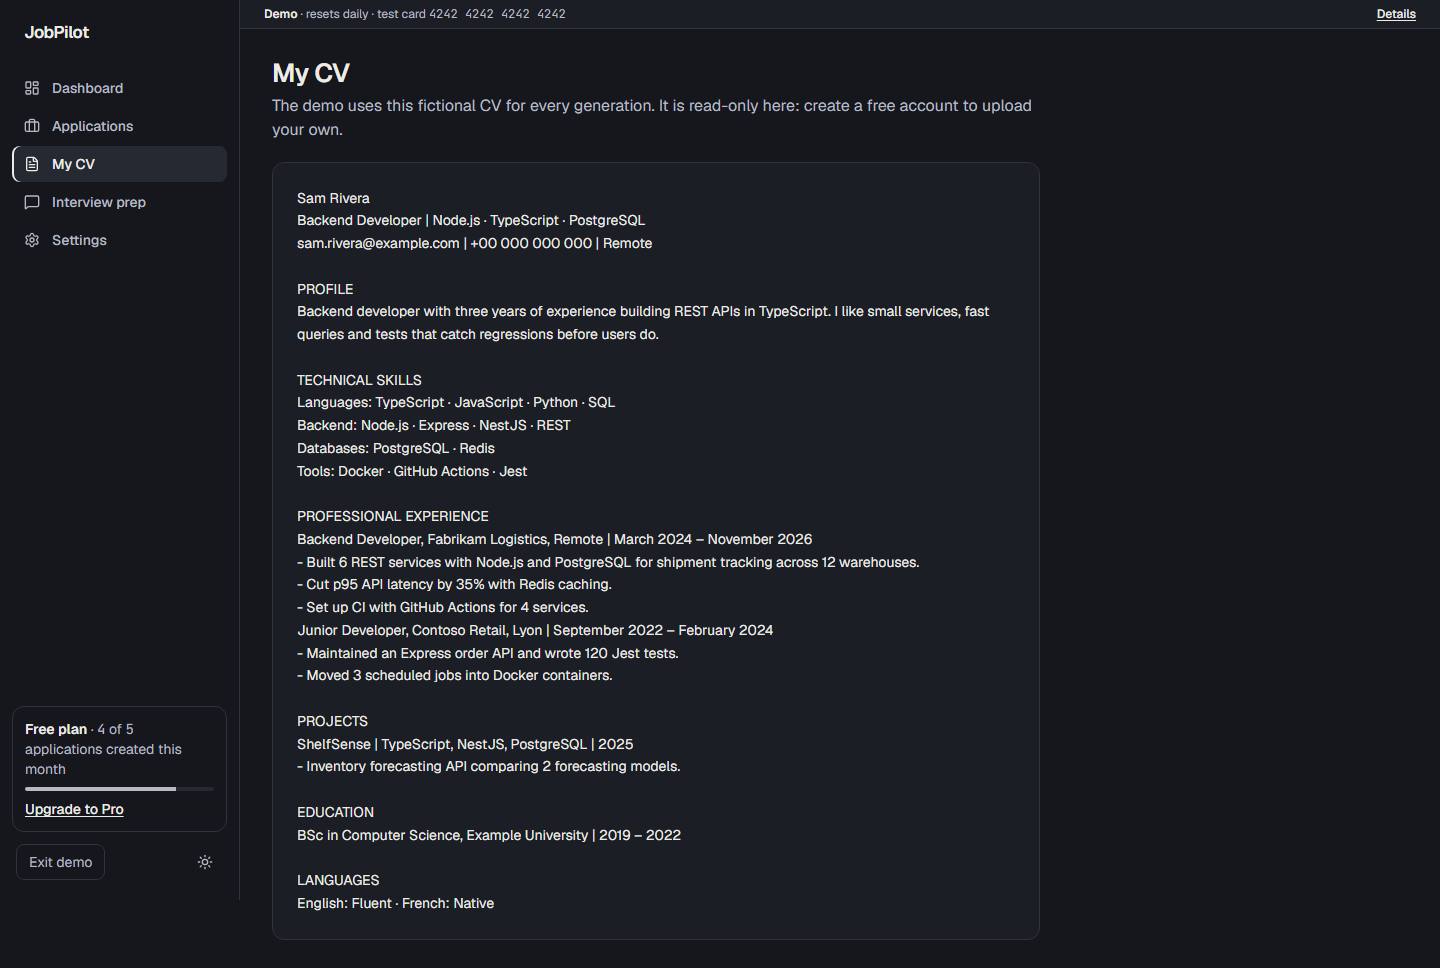 JobPilot
Dashboard
Applications
My CV
Interview prep
Settings
Free plan · 4 of 5
applications created this
month
Upgrade to Pro
Exit demo
Demo · resets daily · test card 4242 4242 4242 4242
Details
My CV
The demo uses this fictional CV for every generation. It is read-only here: create a free account to upload
your own.
Sam Rivera
Backend Developer | Node.js · TypeScript · PostgreSQL
sam.rivera@example.com | +00 000 000 000 | Remote
PROFILE
Backend developer with three years of experience building REST APIs in TypeScript. I like small services, fast
queries and tests that catch regressions before users do.
TECHNICAL SKILLS
Languages: TypeScript · JavaScript · Python · SQL
Backend: Node.js · Express · NestJS · REST
Databases: PostgreSQL · Redis
Tools: Docker · GitHub Actions · Jest
PROFESSIONAL EXPERIENCE
Backend Developer, Fabrikam Logistics, Remote | March 2024 – November 2026
- Built 6 REST services with Node.js and PostgreSQL for shipment tracking across 12 warehouses.
- Cut p95 API latency by 35% with Redis caching.
- Set up CI with GitHub Actions for 4 services.
Junior Developer, Contoso Retail, Lyon | September 2022 – February 2024
- Maintained an Express order API and wrote 120 Jest tests.
- Moved 3 scheduled jobs into Docker containers.
PROJECTS
ShelfSense | TypeScript, NestJS, PostgreSQL | 2025
- Inventory forecasting API comparing 2 forecasting models.
EDUCATION
BSc in Computer Science, Example University | 2019 – 2022
LANGUAGES
English: Fluent · French: Native